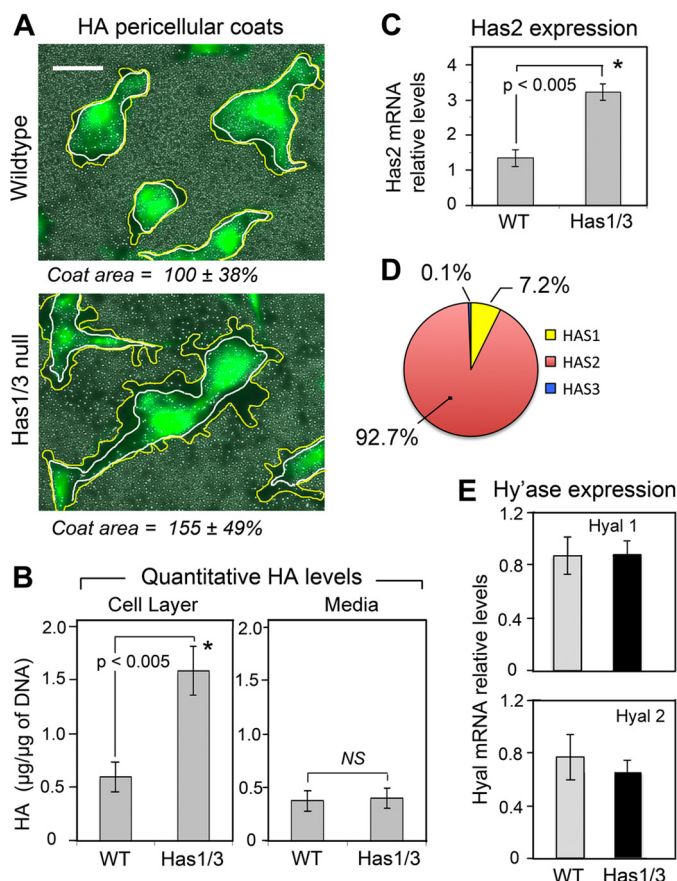 A
HA pericellular coats
Wildtype
Coat area = 100 ± 38%
Has1/3 null
Coat area = 155 ± 49%
B
Quantitative HA levels
Cell Layer
Media
HA (µg/µg of DNA)
2.0
1.5
1.0
0.5
0
p < 0.005
*
WT
Has1/3
2.0
1.5
1.0
0.5
0
NS
WT
Has1/3
C
Has2 expression
Has2 mRNA
relative levels
4
3
2
1
0
p < 0.005
*
WT
Has1/3
D
0.1%
7.2%
92.7%
HAS1
HAS2
HAS3
E
Hy'ase expression
Hyal mRNA relative levels
1.2
0.8
0.4
0
Hyal 1
1.2
0.8
0.4
0
Hyal 2
WT
Has1/3